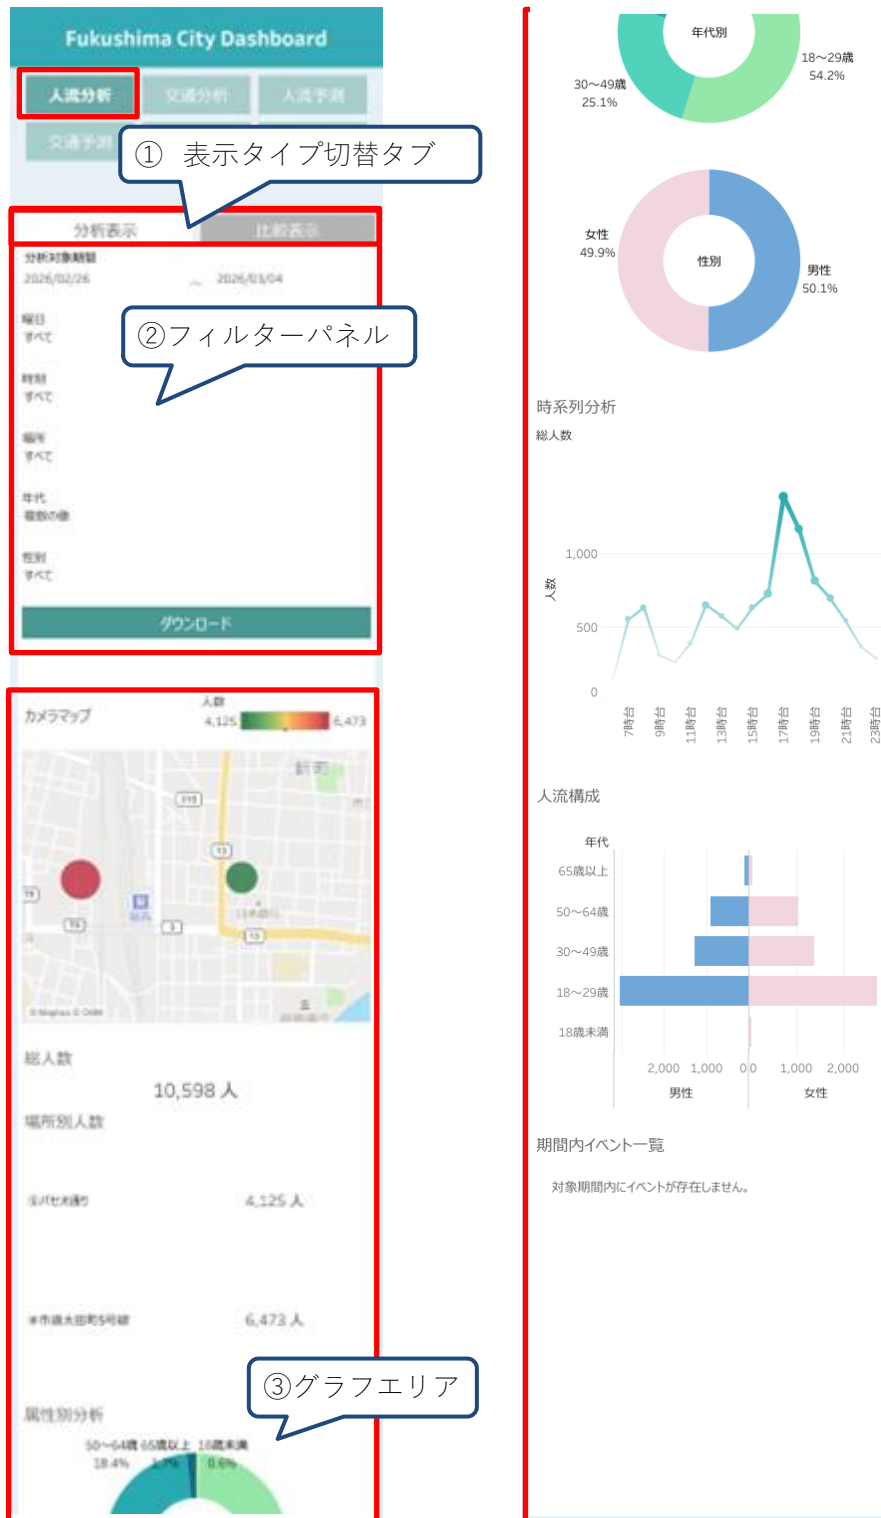 Fukushima City Dashboard
人流分析
交通分析
人流予測
交通予測
① 表示タイプ切替タブ
分析表示
比較表示
分析対象期間
2026/02/26 ～ 2026/03/04
②フィルターパネル
曜日
すべて
時刻
すべて
場所
すべて
年代
複数の値
性別
すべて
ダウンロード
カメラマップ
人数
4,125
6,473
新町
13
13
© Mapbox © OSM
総人数
10,598 人
場所別人数
4,125 人
6,473 人
③グラフエリア
属性別分析
50～64歳
18.4%
65歳以上
1.7%
18歳未満
0.6%
年代別
18～29歳
54.2%
30～49歳
25.1%
女性
49.9%
性別
男性
50.1%
時系列分析
総人数
人数
1,000
500
0
7時台
9時台
11時台
13時台
15時台
17時台
19時台
21時台
23時台
人流構成
年代
65歳以上
50～64歳
30～49歳
18～29歳
18歳未満
2,000 1,000 0 0 1,000 2,000
男性
女性
期間内イベント一覧
対象期間内にイベントが存在しません。